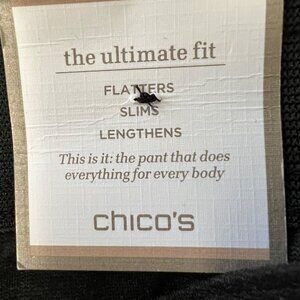 the ultimate fit
FLATTERS
SLIMS
LENGTHENS
This is it: the pant that does
everything for every body
chico's